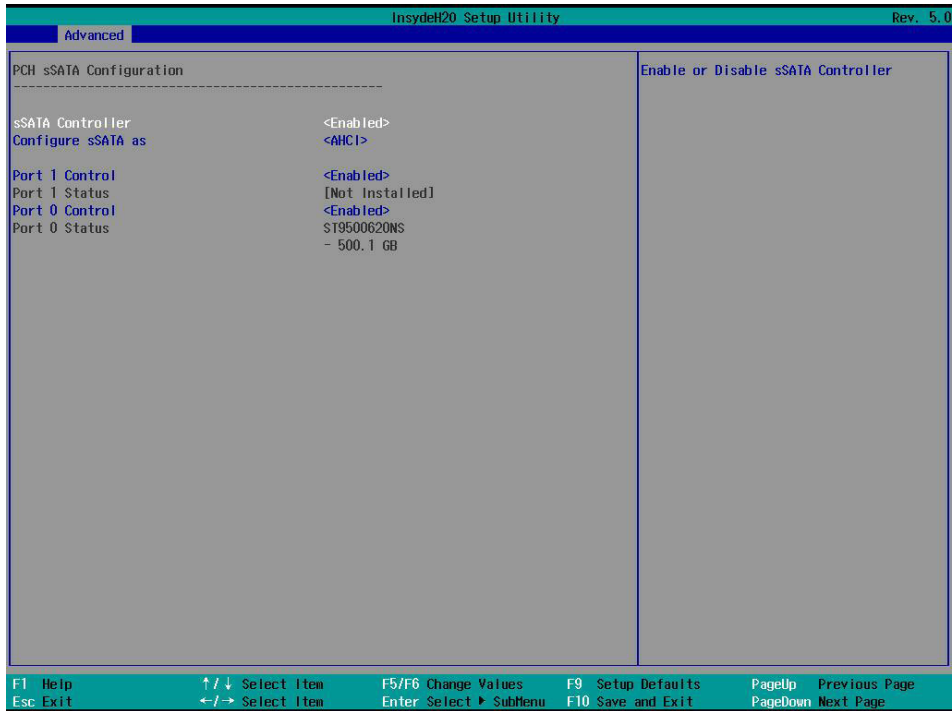 InsydeH2O Setup Utility Rev. 5.0
Advanced
PCH sSATA Configuration
--------------------------------------------------
Enable or Disable sSATA Controller
sSATA Controller <Enabled>
Configure sSATA as <AHCI>
Port 1 Control <Enabled>
Port 1 Status [Not Installed]
Port 0 Control <Enabled>
Port 0 Status ST9500620NS
- 500.1 GB
F1 Help ↑/↓ Select Item F5/F6 Change Values F9 Setup Defaults PageUp Previous Page
Esc Exit ←/→ Select Item Enter Select ▶ SubMenu F10 Save and Exit PageDown Next Page